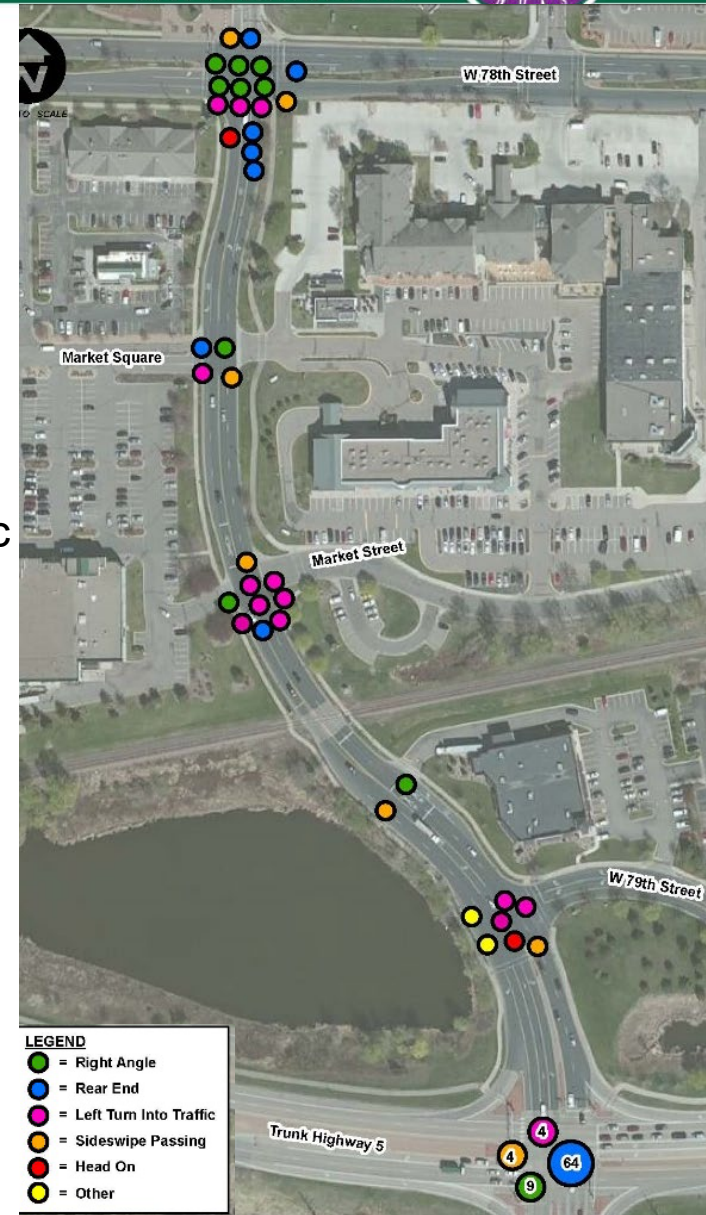 N
TO SCALE
W 78th Street
Market Square
C
Market Street
W 79th Street
LEGEND
= Right Angle
= Rear End
= Left Turn Into Traffic
= Sideswipe Passing
= Head On
= Other
Trunk Highway 5
4
4
64
9